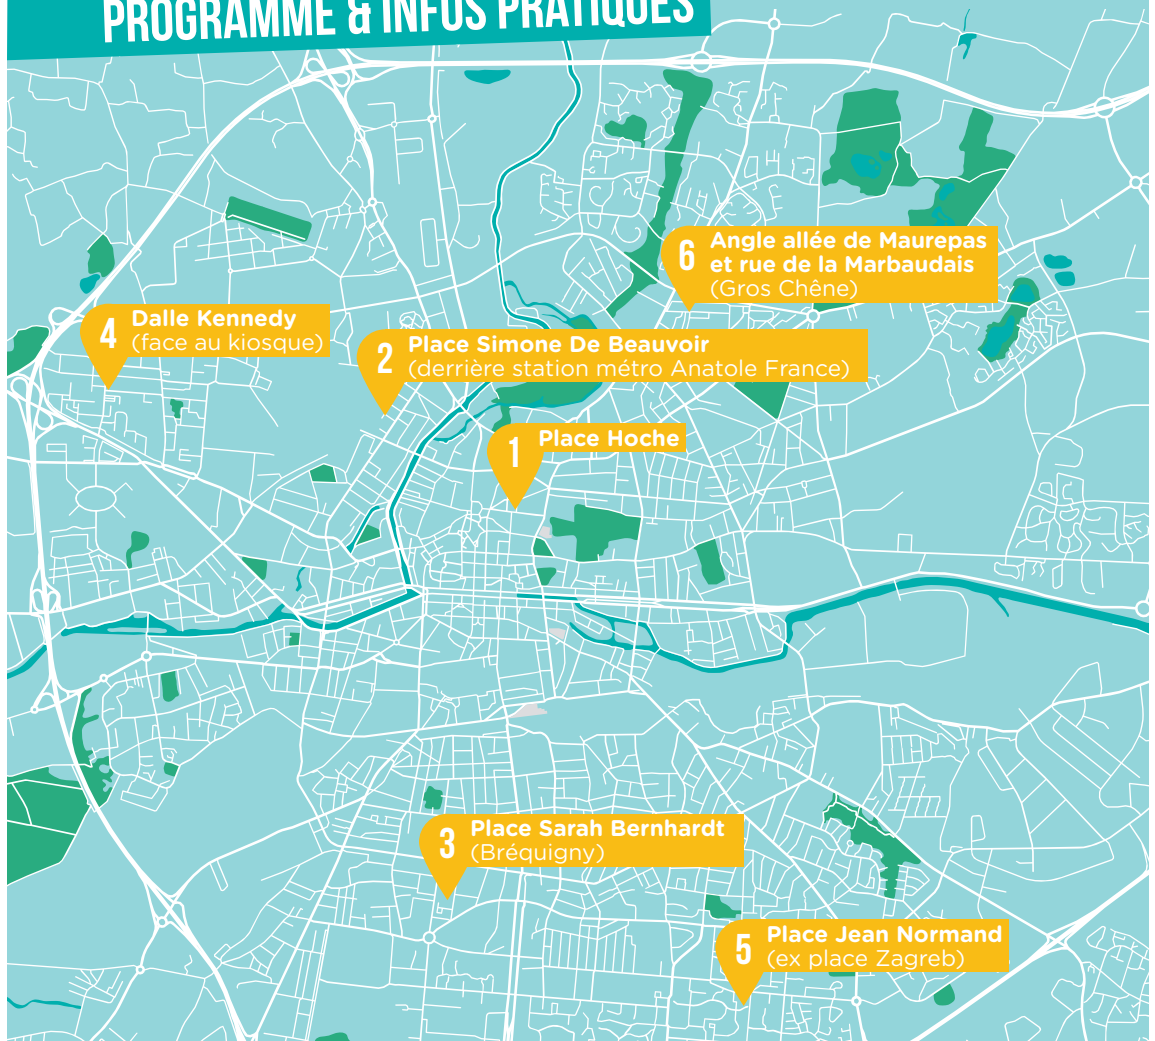 PROGRAMME & INFOS PRATIQUES
6
Angle allée de Maurepas
et rue de la Marbaudais
(Gros Chêne)
4
Dalle Kennedy
(face au kiosque)
2
Place Simone De Beauvoir
(derrière station métro Anatole France)
1
Place Hoche
3
Place Sarah Bernhardt
(Bréquigny)
5
Place Jean Normand
(ex place Zagreb)